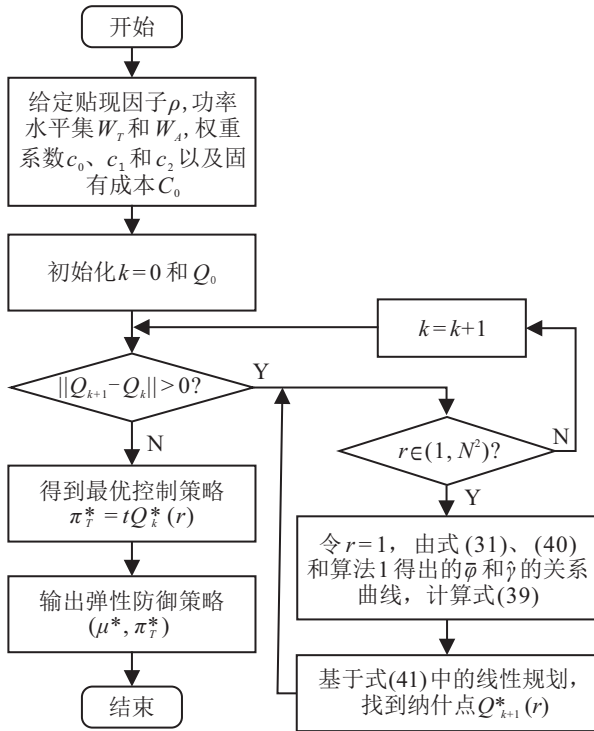 开始
给定贴现因子ρ,功率
水平集W_T和W_A,权重
系数c_0、c_1和c_2以及固
有成本C_0
初始化k=0和Q_0
k=k+1
||Q_{k+1}-Q_k||>0?
Y
N
r∈(1, N^2)?
N
Y
得到最优控制策略
π_T^*=tQ_k^*(r)
令r=1，由式(31)、(40)
和算法1得出的φ̄和γ̂的关系
曲线，计算式(39)
输出弹性防御策略
(μ*, π_T^*)
基于式(41)中的线性规划，
找到纳什点Q^*_{k+1}(r)
结束